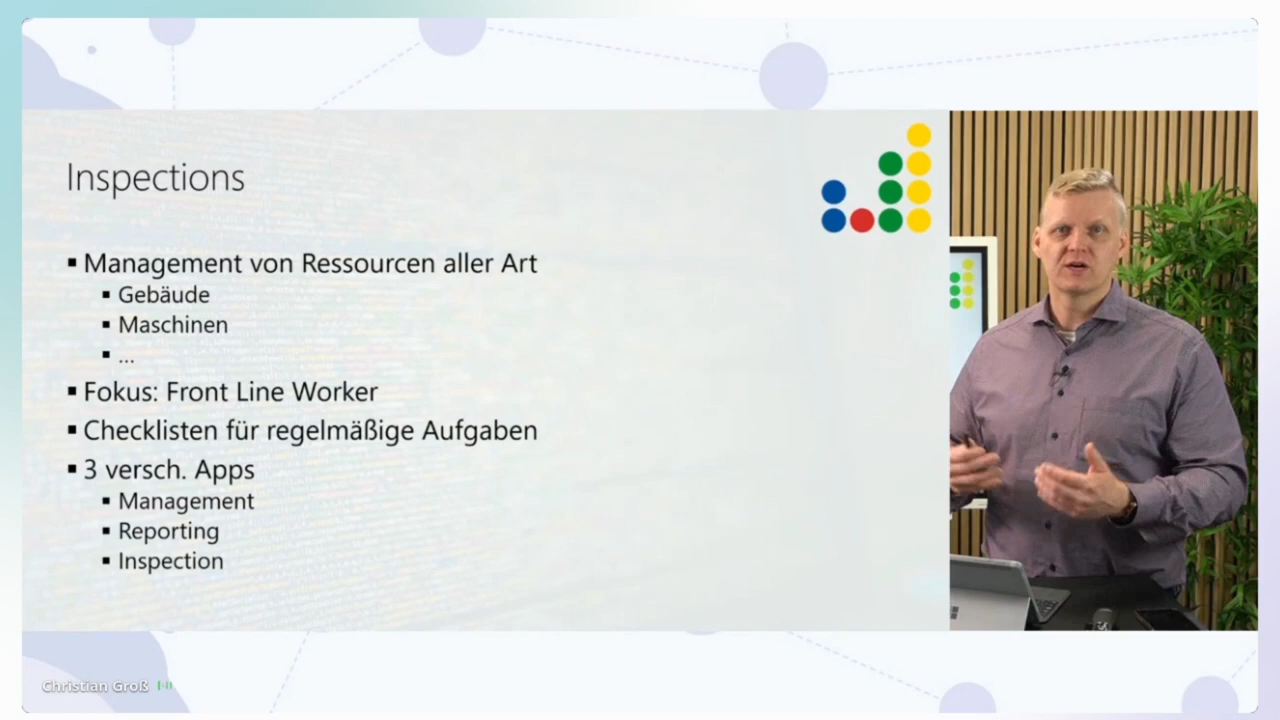 Inspections
▪ Management von Ressourcen aller Art
▪ Gebäude
▪ Maschinen
▪ ...
▪ Fokus: Front Line Worker
▪ Checklisten für regelmäßige Aufgaben
▪ 3 versch. Apps
▪ Management
▪ Reporting
▪ Inspection
Christian Groß